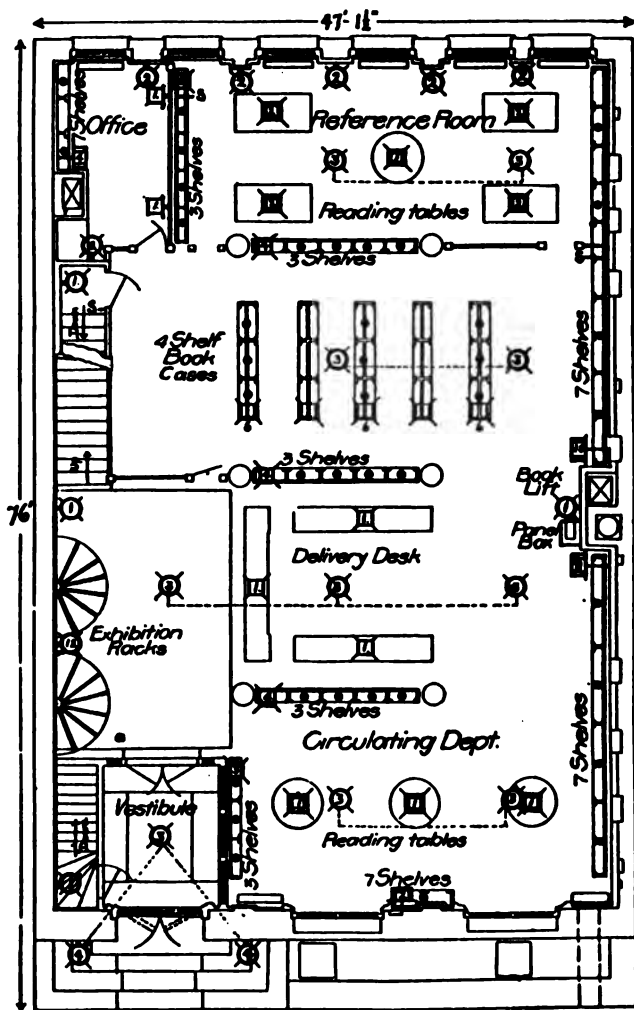 47'-1½"
7 Shelves
Office
3 Shelves
Reference Room
Reading tables
3 Shelves
4 Shelf
Book
Cases
7 Shelves
3 Shelves
Book
Lift
76'
Panel
Box
Delivery Desk
Exhibition
Racks
3 Shelves
7 Shelves
Circulating Dept.
Vestibule
3 Shelves
Reading tables
7 Shelves